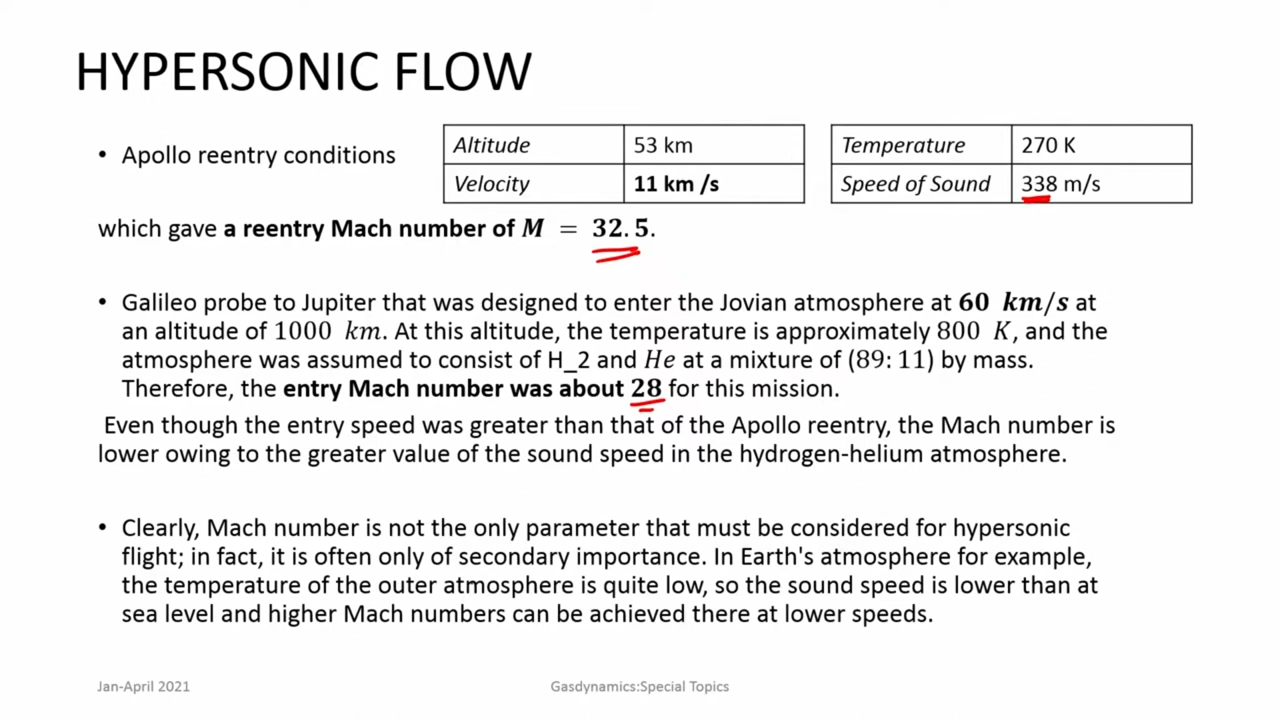 HYPERSONIC FLOW
• Apollo reentry conditions
Altitude 53 km
Velocity 11 km /s
Temperature 270 K
Speed of Sound 338 m/s
which gave a reentry Mach number of M = 32.5.
• Galileo probe to Jupiter that was designed to enter the Jovian atmosphere at 60 km/s at
an altitude of 1000 km. At this altitude, the temperature is approximately 800 K, and the
atmosphere was assumed to consist of H_2 and He at a mixture of (89: 11) by mass.
Therefore, the entry Mach number was about 28 for this mission.
Even though the entry speed was greater than that of the Apollo reentry, the Mach number is
lower owing to the greater value of the sound speed in the hydrogen-helium atmosphere.
• Clearly, Mach number is not the only parameter that must be considered for hypersonic
flight; in fact, it is often only of secondary importance. In Earth's atmosphere for example,
the temperature of the outer atmosphere is quite low, so the sound speed is lower than at
sea level and higher Mach numbers can be achieved there at lower speeds.
Jan-April 2021
Gasdynamics:Special Topics